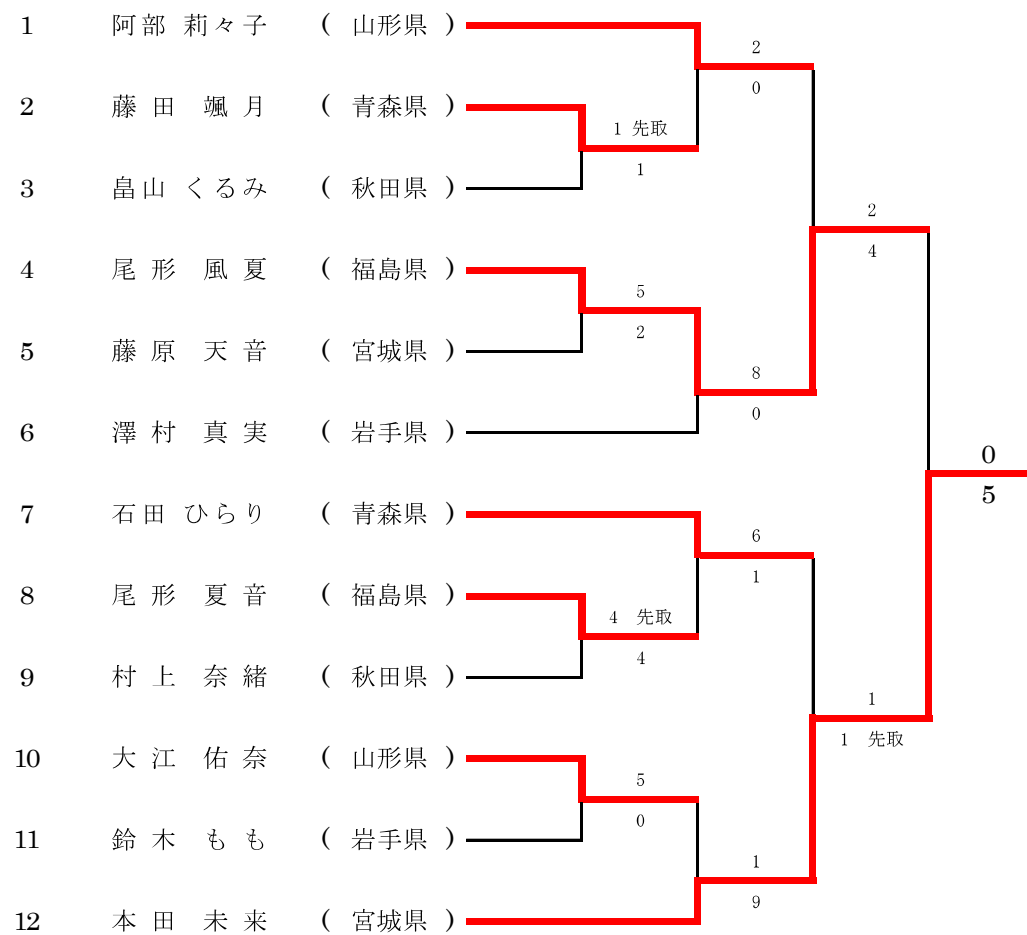 1 阿部 莉々子 ( 山形県 )
2
0
2 藤田 颯月 ( 青森県 )
1 先取
1
3 畠山 くるみ ( 秋田県 )
2
4
4 尾形 風夏 ( 福島県 )
5
2
5 藤原 天音 ( 宮城県 )
8
0
6 澤村 真実 ( 岩手県 )
0
5
7 石田 ひらり ( 青森県 )
6
1
8 尾形 夏音 ( 福島県 )
4 先取
4
9 村上 奈緒 ( 秋田県 )
1
1 先取
10 大江 佑奈 ( 山形県 )
5
0
11 鈴木 もも ( 岩手県 )
1
9
12 本田 未来 ( 宮城県 )